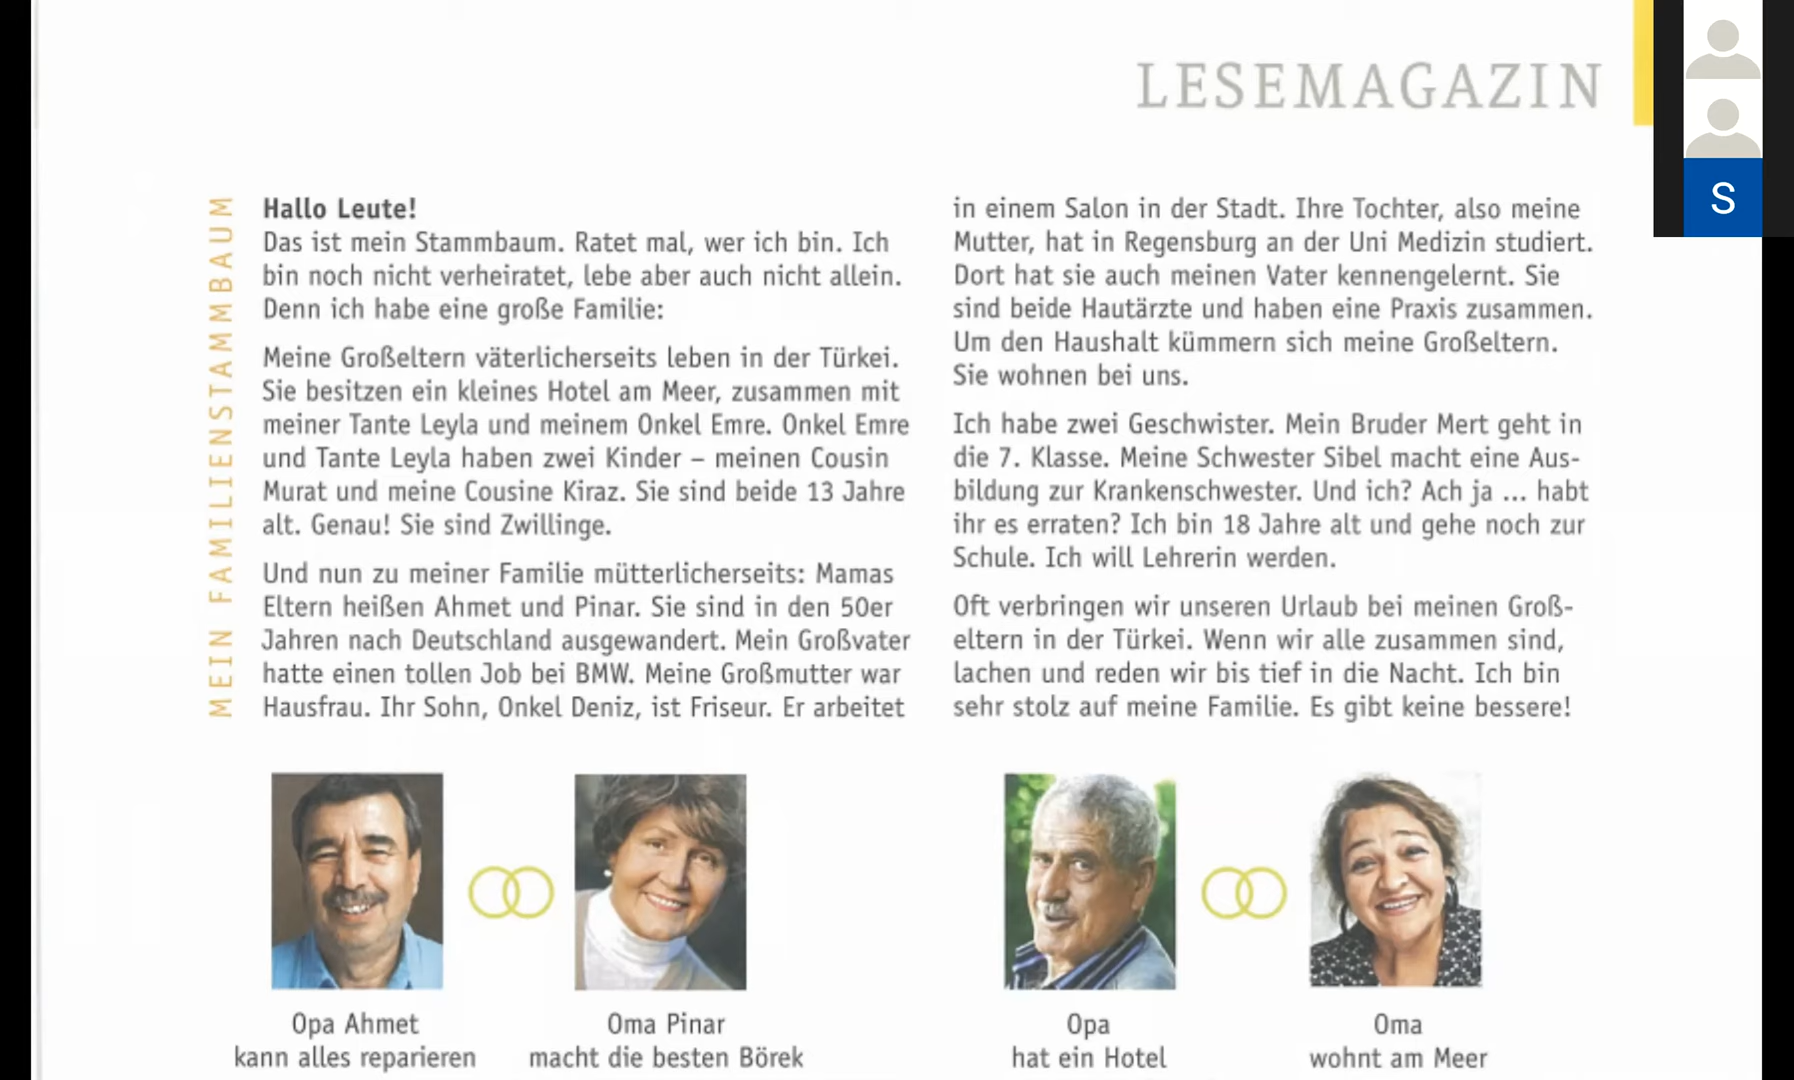 LESEMAGAZIN
S
MEIN FAMILIENSTAMMBAUM
Hallo Leute!
Das ist mein Stammbaum. Ratet mal, wer ich bin. Ich
bin noch nicht verheiratet, lebe aber auch nicht allein.
Denn ich habe eine große Familie:
Meine Großeltern väterlicherseits leben in der Türkei.
Sie besitzen ein kleines Hotel am Meer, zusammen mit
meiner Tante Leyla und meinem Onkel Emre. Onkel Emre
und Tante Leyla haben zwei Kinder – meinen Cousin
Murat und meine Cousine Kiraz. Sie sind beide 13 Jahre
alt. Genau! Sie sind Zwillinge.
Und nun zu meiner Familie mütterlicherseits: Mamas
Eltern heißen Ahmet und Pinar. Sie sind in den 50er
Jahren nach Deutschland ausgewandert. Mein Großvater
hatte einen tollen Job bei BMW. Meine Großmutter war
Hausfrau. Ihr Sohn, Onkel Deniz, ist Friseur. Er arbeitet
in einem Salon in der Stadt. Ihre Tochter, also meine
Mutter, hat in Regensburg an der Uni Medizin studiert.
Dort hat sie auch meinen Vater kennengelernt. Sie
sind beide Hautärzte und haben eine Praxis zusammen.
Um den Haushalt kümmern sich meine Großeltern.
Sie wohnen bei uns.
Ich habe zwei Geschwister. Mein Bruder Mert geht in
die 7. Klasse. Meine Schwester Sibel macht eine Aus-
bildung zur Krankenschwester. Und ich? Ach ja ... habt
ihr es erraten? Ich bin 18 Jahre alt und gehe noch zur
Schule. Ich will Lehrerin werden.
Oft verbringen wir unseren Urlaub bei meinen Groß-
eltern in der Türkei. Wenn wir alle zusammen sind,
lachen und reden wir bis tief in die Nacht. Ich bin
sehr stolz auf meine Familie. Es gibt keine bessere!
Opa Ahmet
kann alles reparieren
Oma Pinar
macht die besten Börek
Opa
hat ein Hotel
Oma
wohnt am Meer